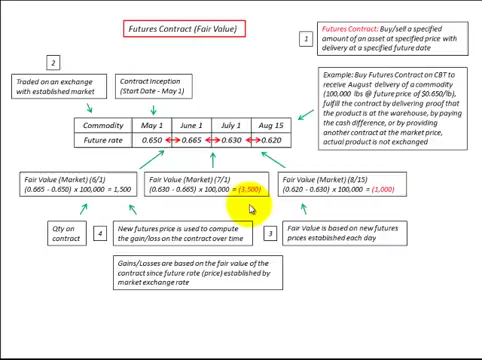 Futures Contract (Fair Value)
1
Futures Contract: Buy/sell a specified
amount of an asset at specified price with
delivery at a specified future date
2
Traded on an exchange
with established market
Contract Inception
(Start Date - May 1)
Example: Buy Futures Contract on CBT to
receive August delivery of a commodity
(100,000 lbs @ future price of $0.650/lb),
fulfill the contract by delivering proof that
the product is at the warehouse, by paying
the cash difference, or by providing
another contract at the market price,
actual product is not exchanged
Commodity May 1 June 1 July 1 Aug 15
Future rate 0.650 0.665 0.630 0.620
Fair Value (Market) (6/1)
(0.665 - 0.650) x 100,000 = 1,500
Fair Value (Market) (7/1)
(0.630 - 0.665) x 100,000 = (3,500)
Fair Value (Market) (8/15)
(0.620 - 0.630) x 100,000 = (1,000)
Qty on
contract
4
New futures price is used to compute
the gain/loss on the contract over time
3
Fair Value is based on new futures
prices established each day
Gains/Losses are based on the fair value of the
contract since future rate (price) established by
market exchange rate